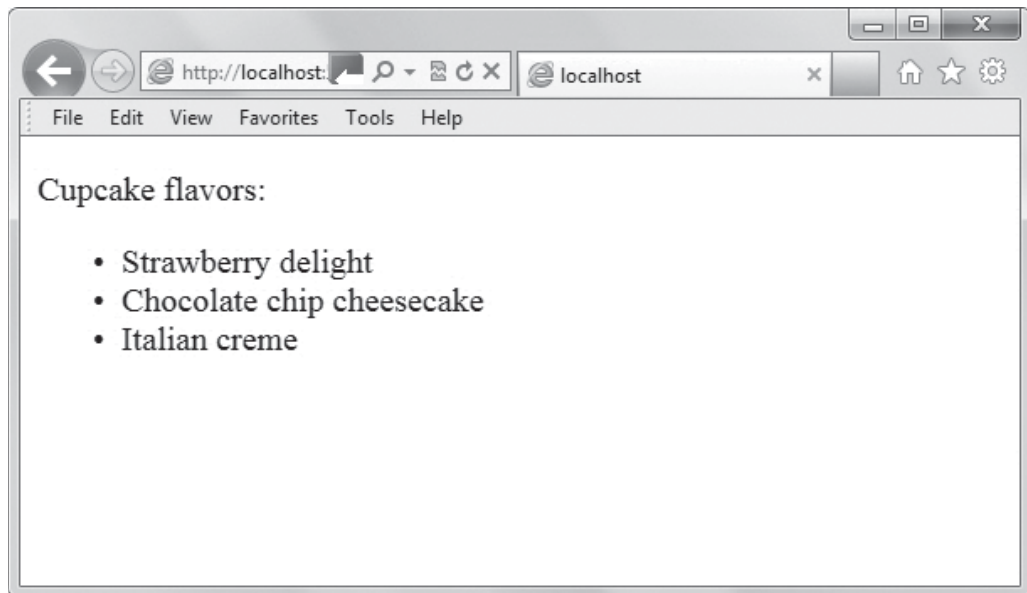 http://localhost:
localhost
File Edit View Favorites Tools Help
Cupcake flavors:
• Strawberry delight
• Chocolate chip cheesecake
• Italian creme